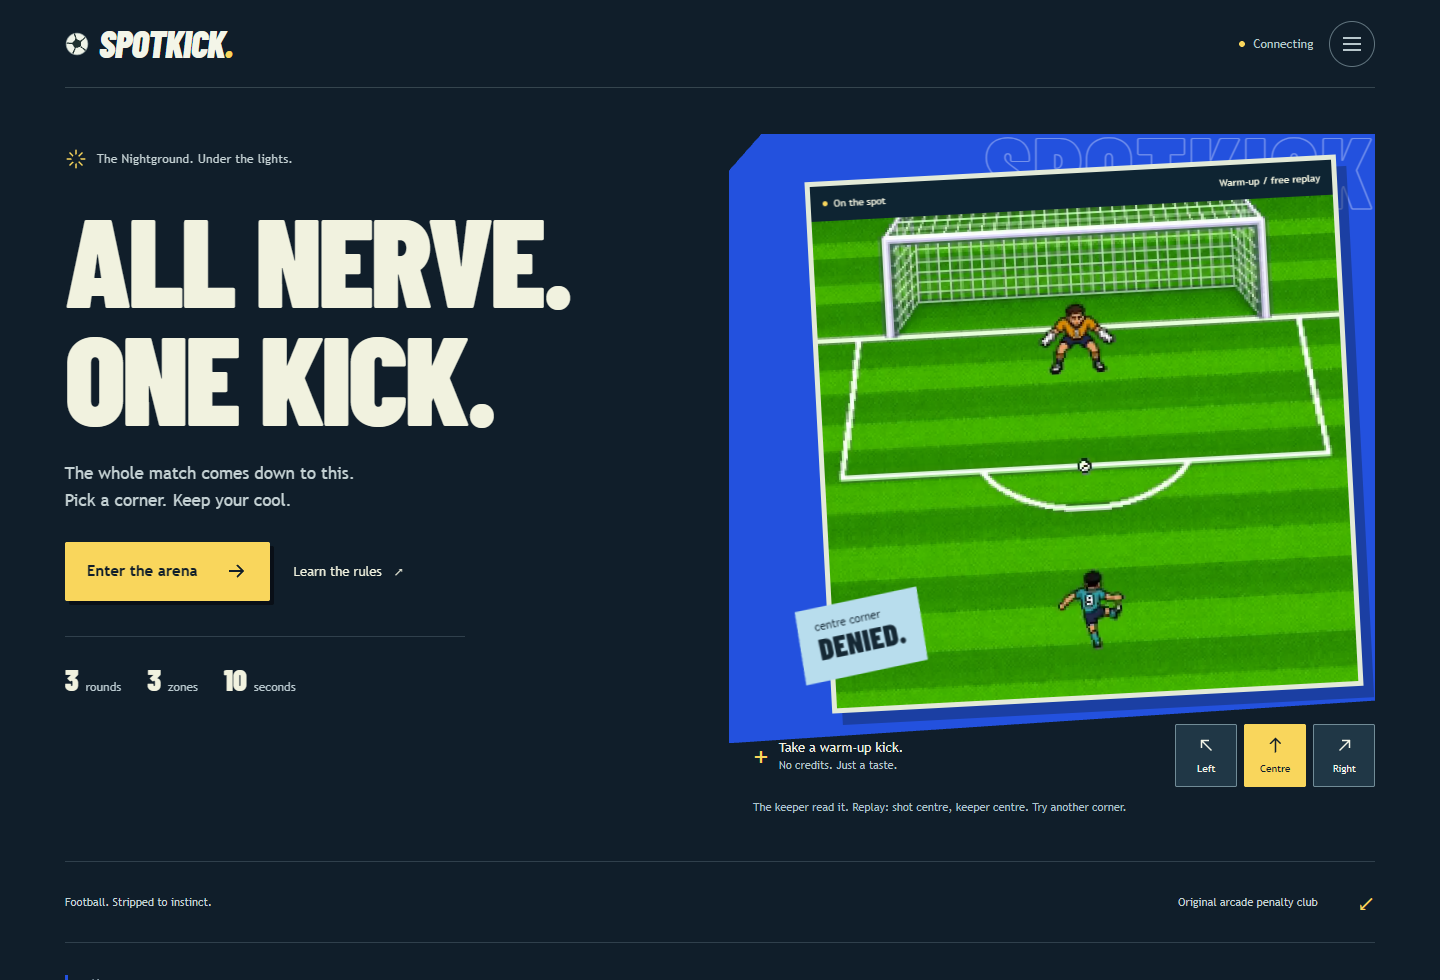 SPOTKICK.
Connecting
The Nightground. Under the lights.
ALL NERVE.
ONE KICK.
The whole match comes down to this.
Pick a corner. Keep your cool.
Enter the arena →
Learn the rules ↗
3 rounds 3 zones 10 seconds
SPOTKICK
On the spot
Warm-up / free replay
9
centre corner
DENIED.
+ Take a warm-up kick.
No credits. Just a taste.
↖ Left
↑ Centre
↗ Right
The keeper read it. Replay: shot centre, keeper centre. Try another corner.
Football. Stripped to instinct.
Original arcade penalty club ↙